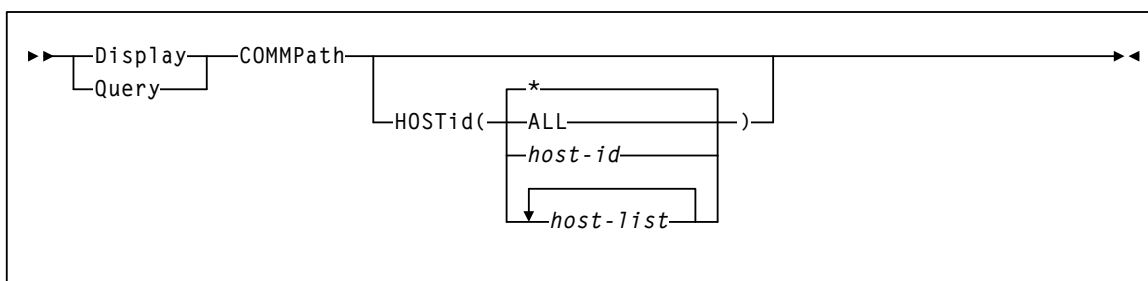 Display COMMPath
Query
*
HOSTid( ALL )
host-id
host-list